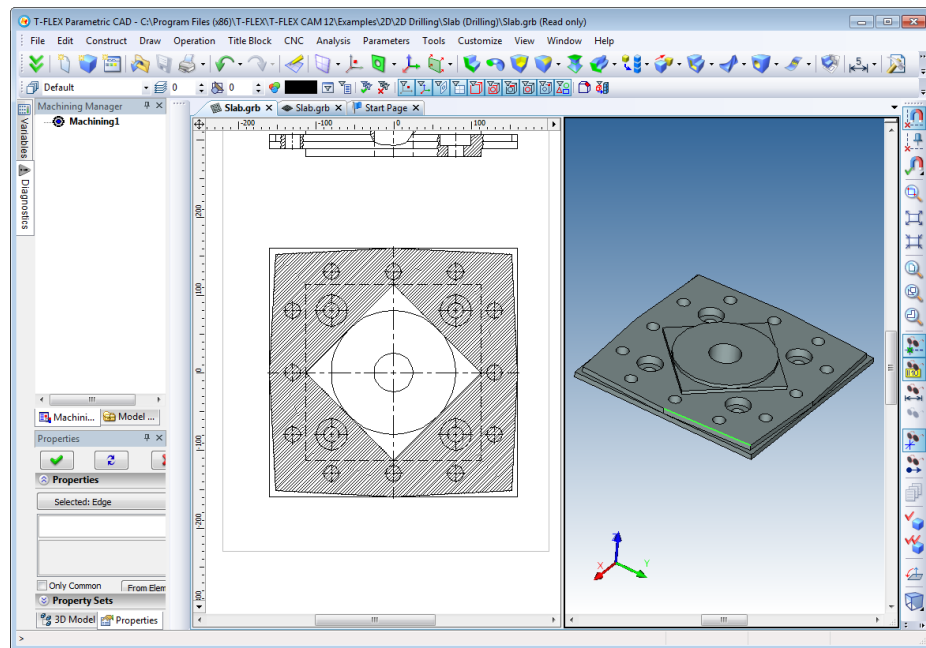 T-FLEX Parametric CAD - C:\Program Files (x86)\T-FLEX\T-FLEX CAM 12\Examples\2D\2D Drilling\Slab (Drilling)\Slab.grb (Read only)
File Edit Construct Draw Operation Title Block CNC Analysis Parameters Tools Customize View Window Help
5
Default 0 0
Machining Manager
Slab.grb Slab.grb Start Page
Machining1
Variables
Diagnostics
-200 -100 0 100
200
100
0
-100
-200
-300
Z
X
Y
Machini... Model ...
Properties
Properties
Selected: Edge
Only Common From Elem
Property Sets
3D Model Properties
>